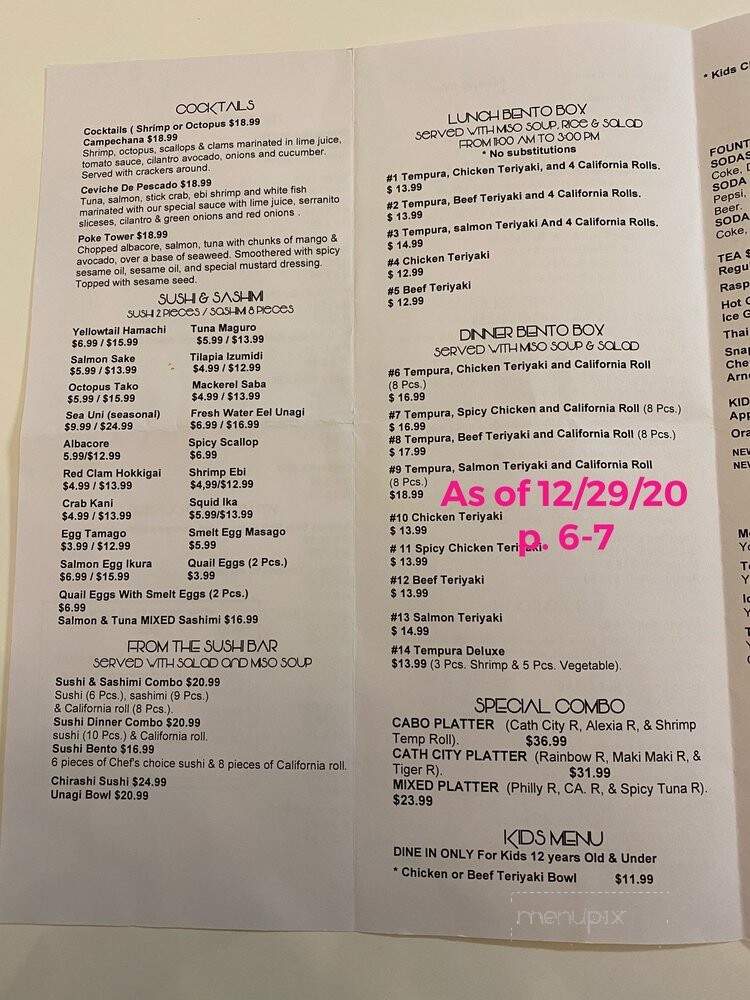 COCKTAILS
Cocktails ( Shrimp or Octopus $18.99
Campechana $18.99
Shrimp, octopus, scallops & clams marinated in lime juice,
tomato sauce, cilantro avocado, onions and cucumber.
Served with crackers around.
Ceviche De Pescado $18.99
Tuna, salmon, stick crab, ebi shrimp and white fish
marinated with our special sauce with lime juice, serranito
sliceses, cilantro & green onions and red onions .
Poke Tower $18.99
Chopped albacore, salmon, tuna with chunks of mango &
avocado, over a base of seaweed. Smoothered with spicy
sesame oil, sesame oil, and special mustard dressing.
Topped with sesame seed.
SUSHI & SASHIMI
SUSHI 2 PIECES / SASHIMI 8 PIECES
Yellowtail Hamachi Tuna Maguro
$6.99 / $15.99 $5.99 / $13.99
Salmon Sake Tilapia Izumidi
$5.99 / $13.99 $4.99 / $12.99
Octopus Tako Mackerel Saba
$5.99 / $15.99 $4.99 / $13.99
Sea Uni (seasonal) Fresh Water Eel Unagi
$9.99 / $24.99 $6.99 / $16.99
Albacore Spicy Scallop
5.99/$12.99 $6.99
Red Clam Hokkigai Shrimp Ebi
$4.99 / $13.99 $4,99/$12.99
Crab Kani Squid Ika
$4.99 / $13.99 $5.99/$13.99
Egg Tamago Smelt Egg Masago
$3.99 / $12.99 $5.99
Salmon Egg Ikura Quail Eggs (2 Pcs.)
$6.99 / $15.99 $3.99
Quail Eggs With Smelt Eggs (2 Pcs.)
$6.99
Salmon & Tuna MIXED Sashimi $16.99
FROM THE SUSHI BAR
SERVED WITH SALAD AND MISO SOUP
Sushi & Sashimi Combo $20.99
Sushi (6 Pcs.), sashimi (9 Pcs.)
& California roll (8 Pcs.).
Sushi Dinner Combo $20.99
sushi (10 Pcs.) & California roll.
Sushi Bento $16.99
6 pieces of Chef's choice sushi & 8 pieces of California roll.
Chirashi Sushi $24.99
Unagi Bowl $20.99
LUNCH BENTO BOX
SERVED WITH MISO SOUP, RICE & SALAD
FROM 11:00 AM TO 3:00 PM
* No substitutions
#1 Tempura, Chicken Teriyaki, and 4 California Rolls.
$ 13.99
#2 Tempura, Beef Teriyaki and 4 California Rolls.
$ 13.99
#3 Tempura, salmon Teriyaki And 4 California Rolls.
$ 14.99
#4 Chicken Teriyaki
$ 12.99
#5 Beef Teriyaki
$ 12.99
DINNER BENTO BOX
SERVED WITH MISO SOUP & SALAD
#6 Tempura, Chicken Teriyaki and California Roll
(8 Pcs.)
$ 16.99
#7 Tempura, Spicy Chicken and California Roll (8 Pcs.)
$ 16.99
#8 Tempura, Beef Teriyaki and California Roll (8 Pcs.)
$ 17.99
#9 Tempura, Salmon Teriyaki and California Roll
(8 Pcs.)
$18.99
As of 12/29/20
p. 6-7
#10 Chicken Teriyaki
$ 13.99
# 11 Spicy Chicken Teriyaki
$ 13.99
#12 Beef Teriyaki
$ 13.99
#13 Salmon Teriyaki
$ 14.99
#14 Tempura Deluxe
$13.99 (3 Pcs. Shrimp & 5 Pcs. Vegetable).
SPECIAL COMBO
CABO PLATTER (Cath City R, Alexia R, & Shrimp
Temp Roll). $36.99
CATH CITY PLATTER (Rainbow R, Maki Maki R, &
Tiger R). $31.99
MIXED PLATTER (Philly R, CA. R, & Spicy Tuna R).
$23.99
KIDS MENU
DINE IN ONLY For Kids 12 years Old & Under
* Chicken or Beef Teriyaki Bowl $11.99
menupix
* Kids
FOUNT
SODAS
Coke,
SODA
Pepsi,
Beer.
SODA
Coke,
TEA $
Regu
Rasp
Hot
Ice
Thai
Snap
Che
Arn
KID
App
Ora
NEW
NEW